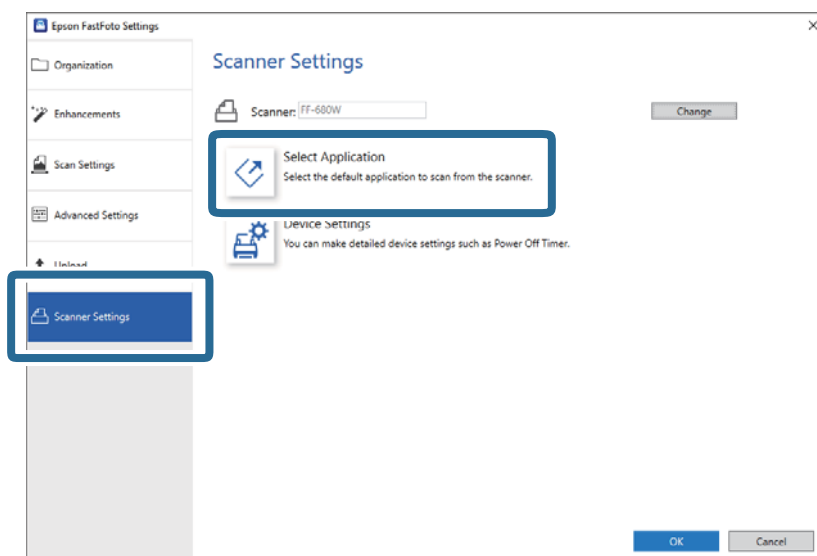 Epson FastFoto Settings
Organization
Enhancements
Scan Settings
Advanced Settings
Upload
Scanner Settings
Scanner Settings
Scanner: FF-680W
Change
Select Application
Select the default application to scan from the scanner.
Device Settings
You can make detailed device settings such as Power Off Timer.
OK
Cancel